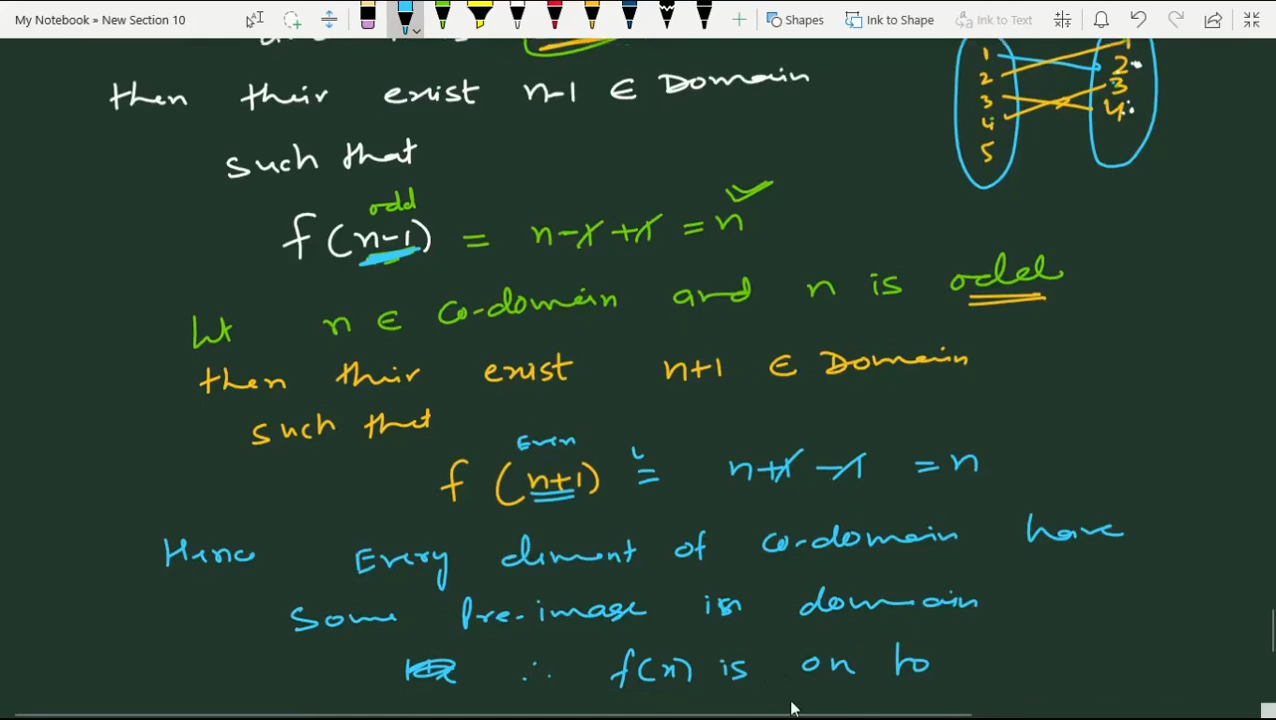 My Notebook » New Section 10
Shapes
Ink to Shape
Ink to Text
then their exist n-1 ∈ Domain
such that
odd
f(n-1) = n-1+1 = n
Let n ∈ Co-domain and n is odd
then their exist n+1 ∈ Domain
such that
Even
f(n+1) = n+1-1 = n
Hence Every element of co-domain have
Some Pre-image in domain
∴ f(x) is on to
1
2
3
4
5
1
2
3
4